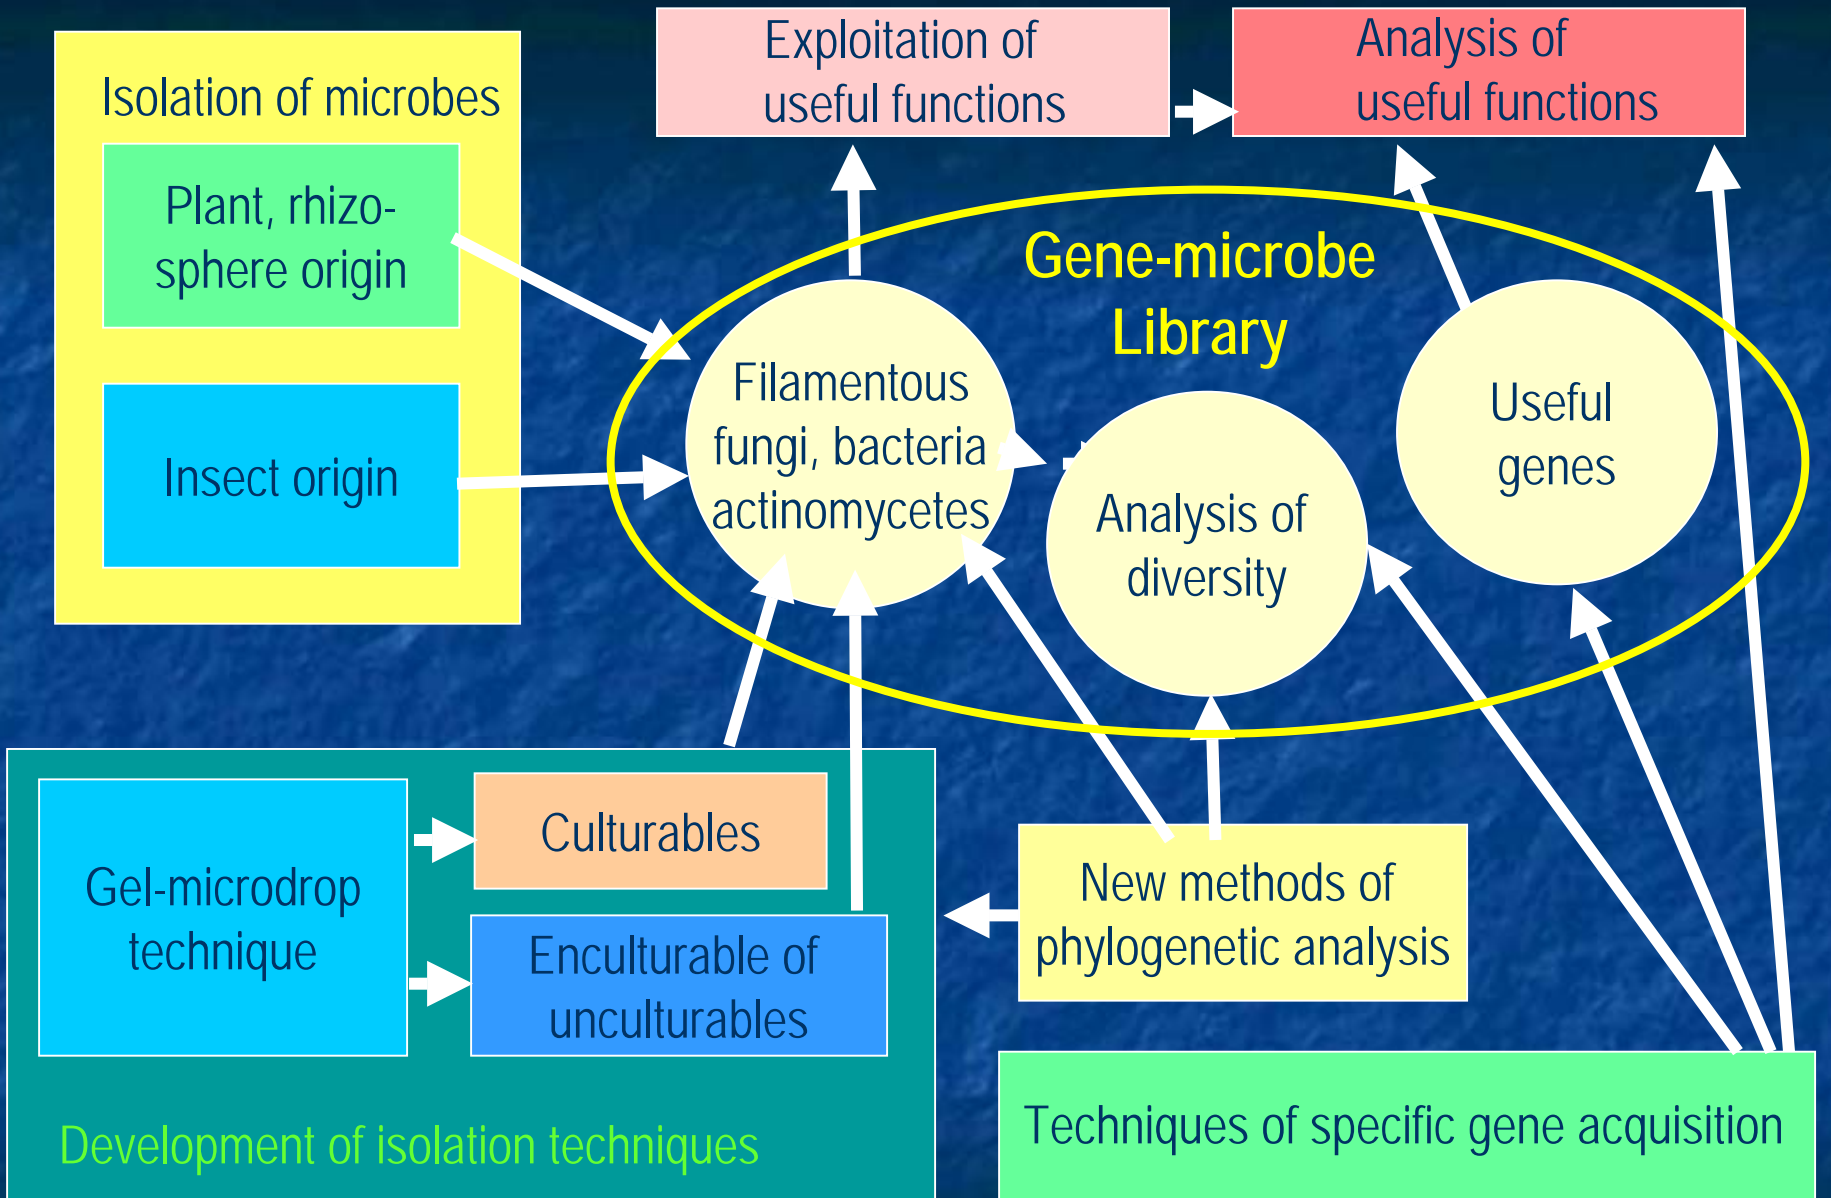 Isolation of microbes
Plant, rhizo-
sphere origin
Insect origin
Exploitation of
useful functions
Analysis of
useful functions
Gene-microbe
Library
Filamentous
fungi, bacteria
actinomycetes
Analysis of
diversity
Useful
genes
Gel-microdrop
technique
Culturables
Enculturable of
unculturables
Development of isolation techniques
New methods of
phylogenetic analysis
Techniques of specific gene acquisition